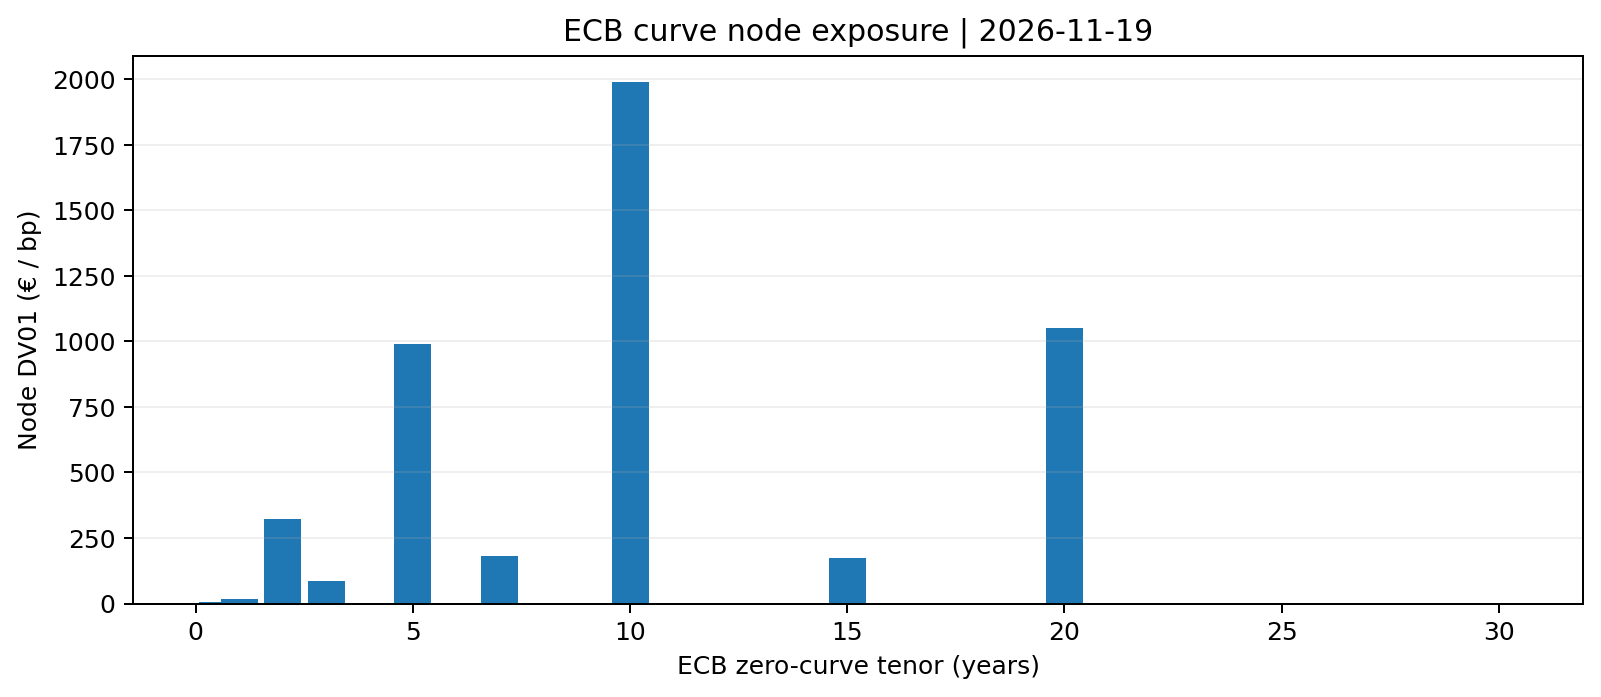 ECB curve node exposure | 2026-11-19
Node DV01 (€ / bp)
2000
1750
1500
1250
1000
750
500
250
0
0 5 10 15 20 25 30
ECB zero-curve tenor (years)